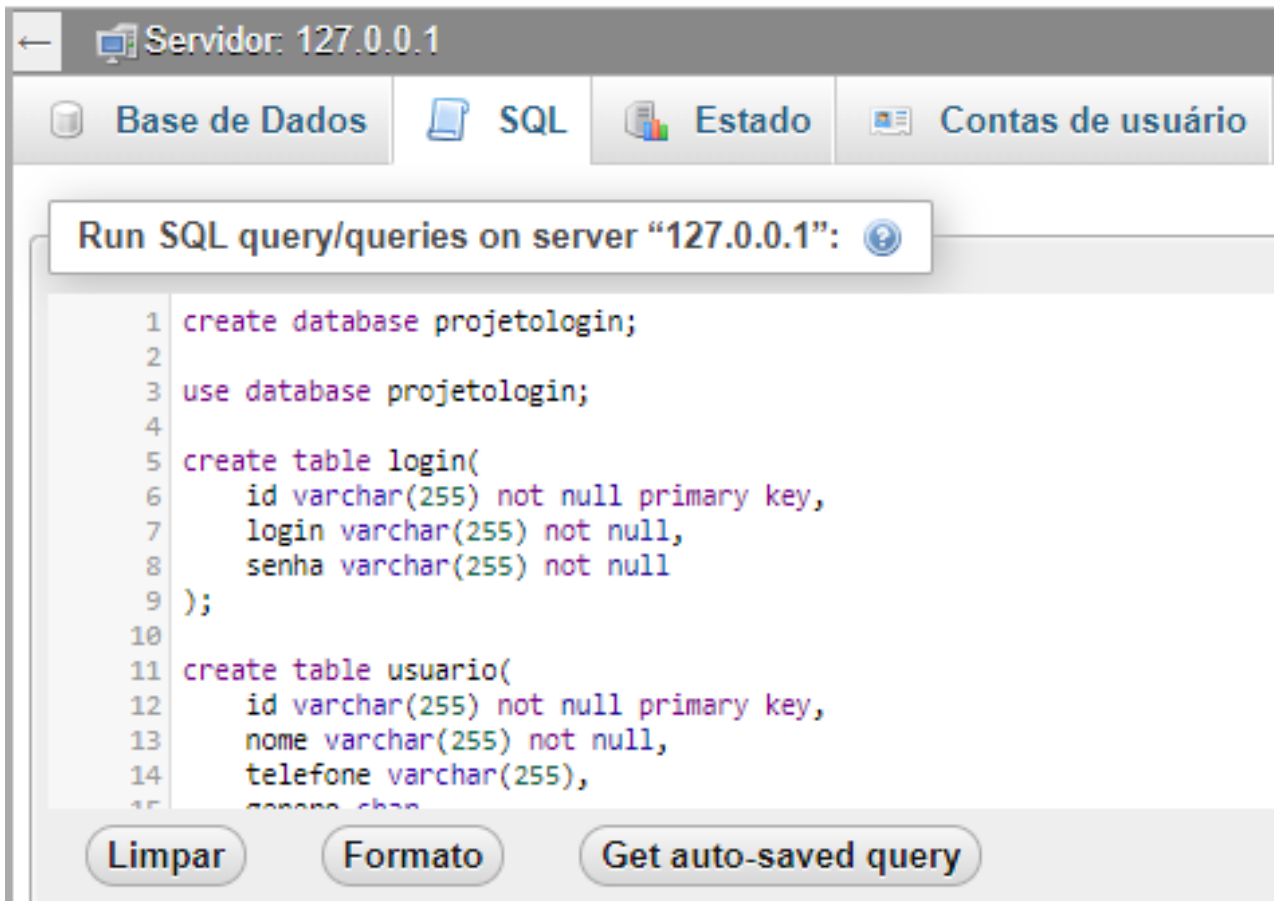 ← Servidor: 127.0.0.1
Base de Dados SQL Estado Contas de usuário
Run SQL query/queries on server “127.0.0.1”:
1 create database projetologin;
2
3 use database projetologin;
4
5 create table login(
6 id varchar(255) not null primary key,
7 login varchar(255) not null,
8 senha varchar(255) not null
9 );
10
11 create table usuario(
12 id varchar(255) not null primary key,
13 nome varchar(255) not null,
14 telefone varchar(255),
Limpar Formato Get auto-saved query